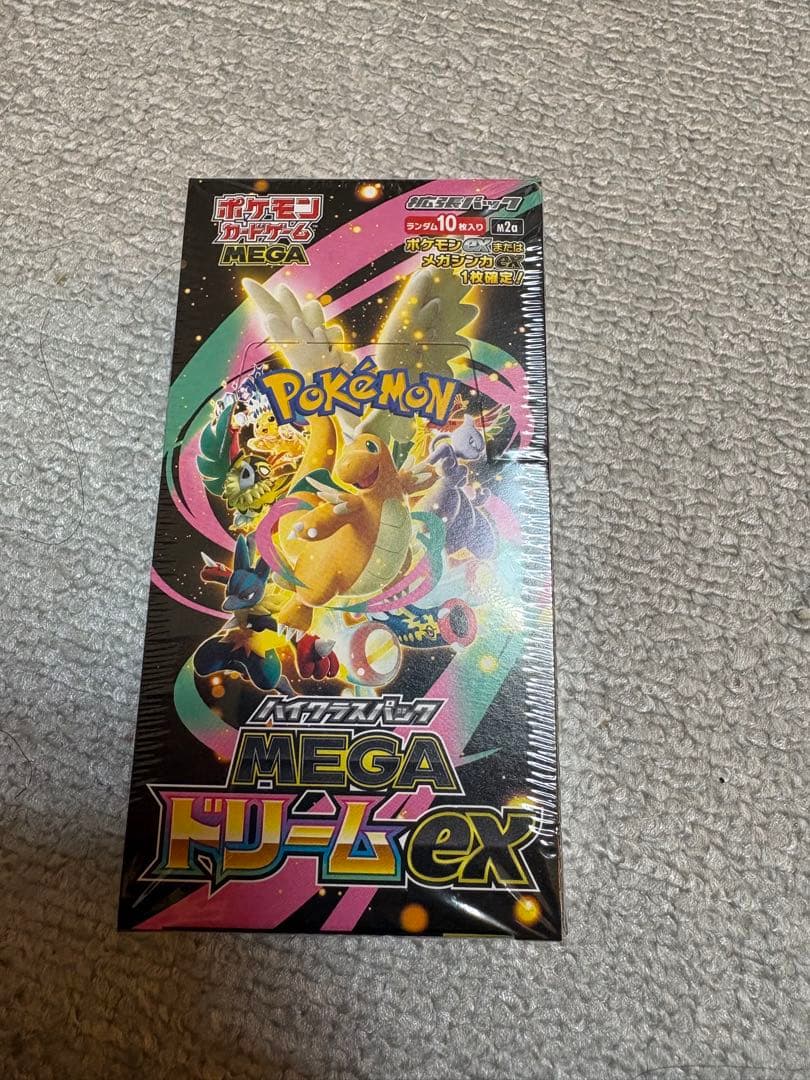 ポケモン
カードゲーム
MEGA
拡張パック
ランダム10枚入り M2a
ポケモンexまたは
メガシンカex
1枚確定!
POKéMON
ハイクラスパック
MEGA
ドリームex